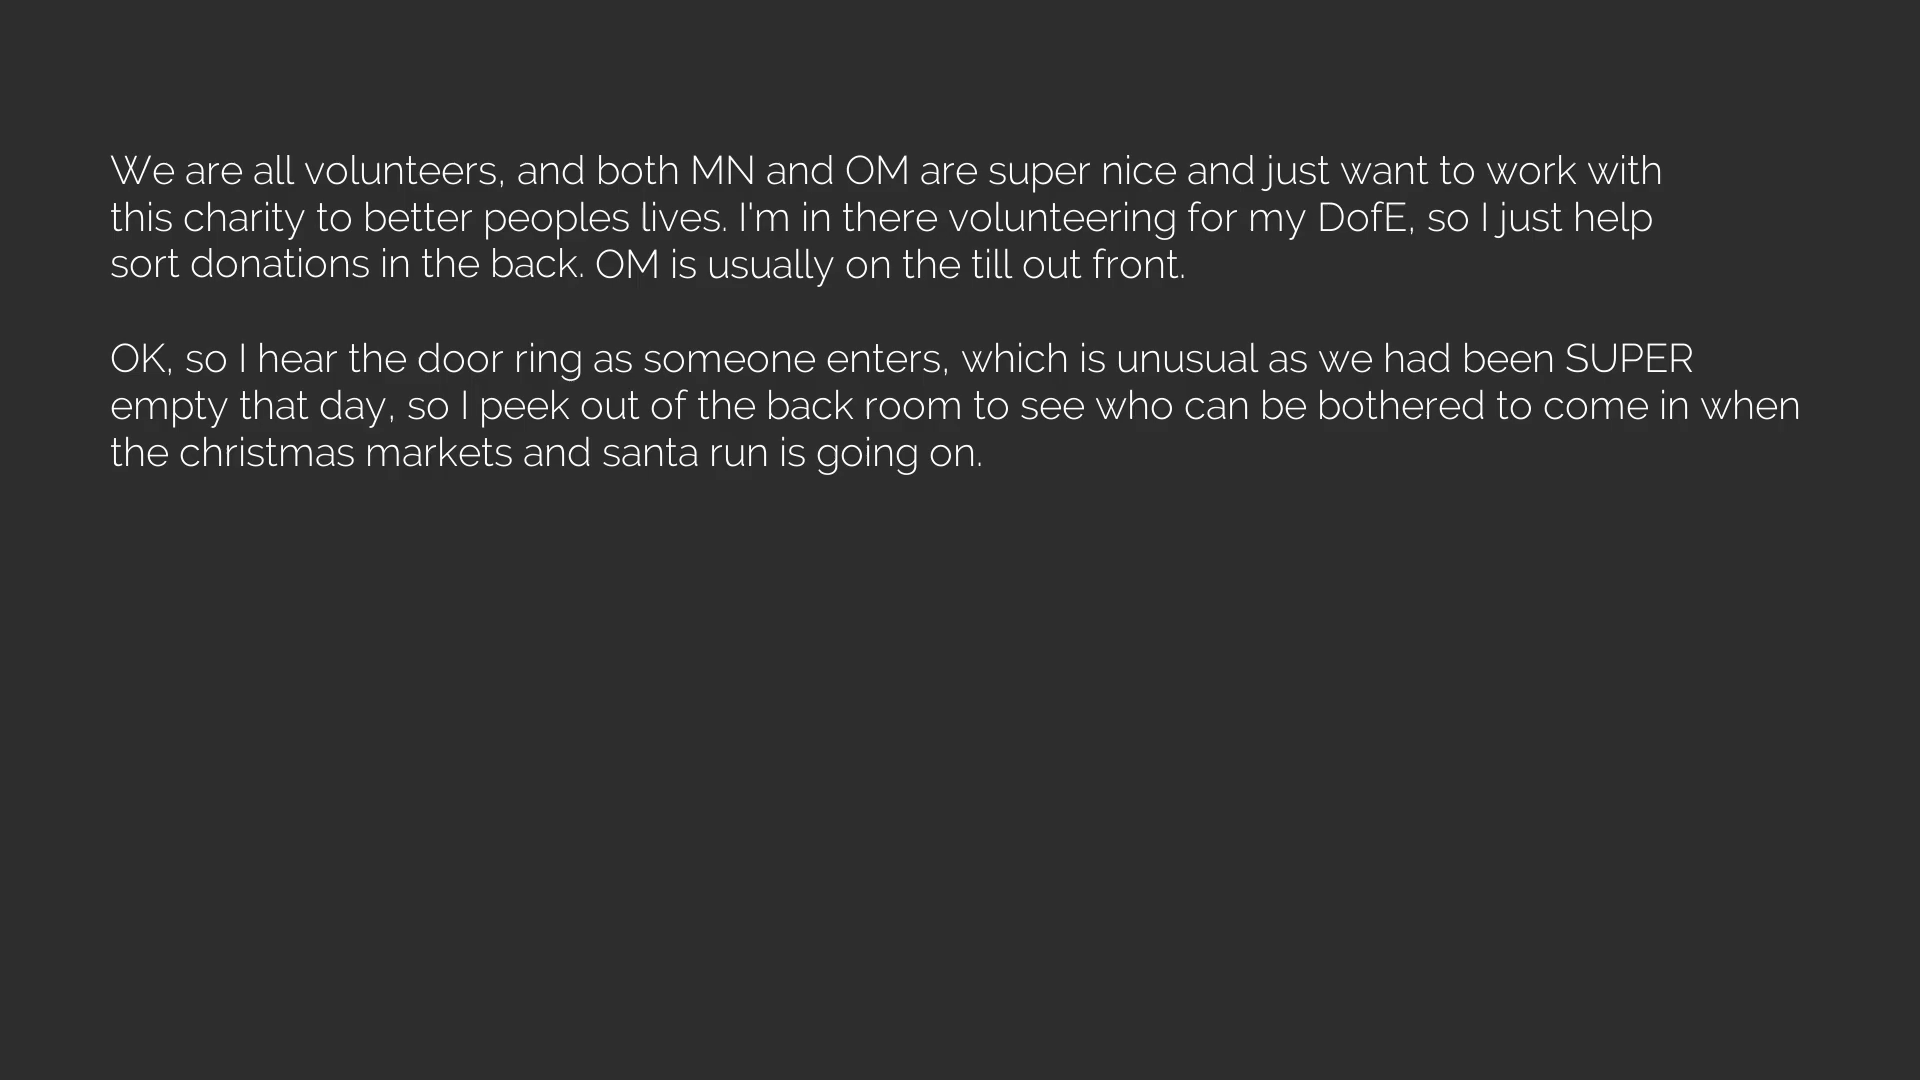 We are all volunteers, and both MN and OM are super nice and just want to work with
this charity to better peoples lives. I'm in there volunteering for my DofE, so I just help
sort donations in the back. OM is usually on the till out front.
OK, so I hear the door ring as someone enters, which is unusual as we had been SUPER
empty that day, so I peek out of the back room to see who can be bothered to come in when
the christmas markets and santa run is going on.